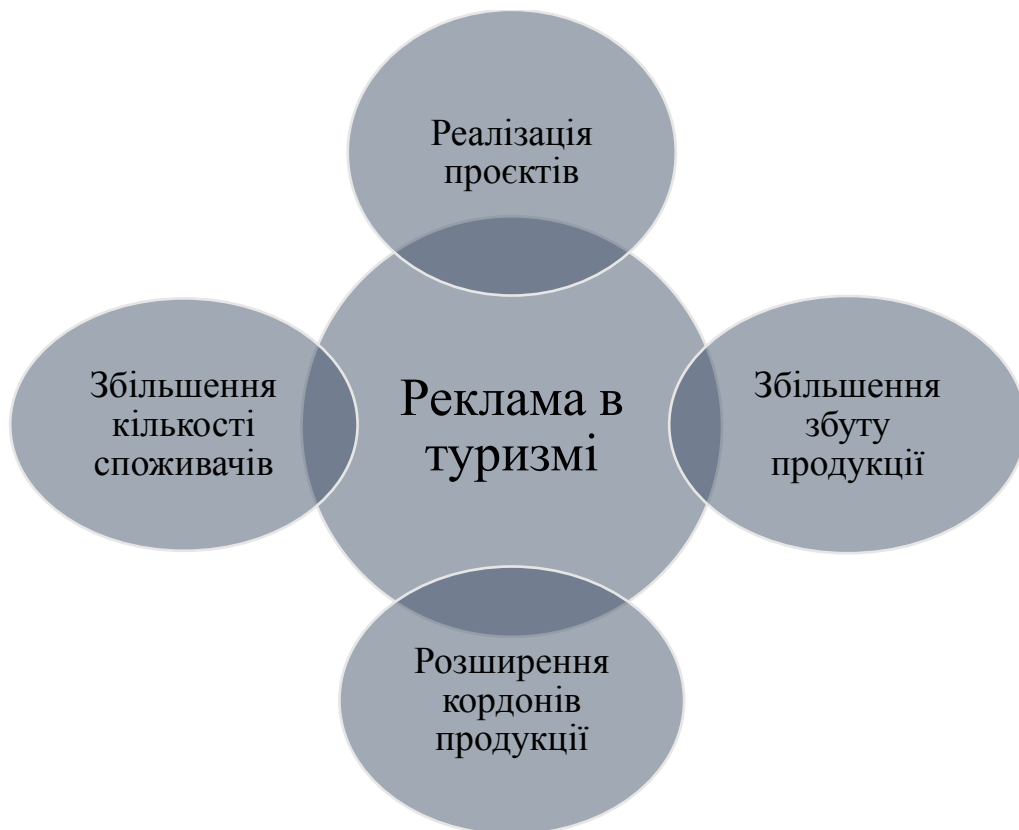 Реалізація
проєктів
Збільшення
кількості
споживачів
Реклама в
туризмі
Збільшення
збуту
продукції
Розширення
кордонів
продукції